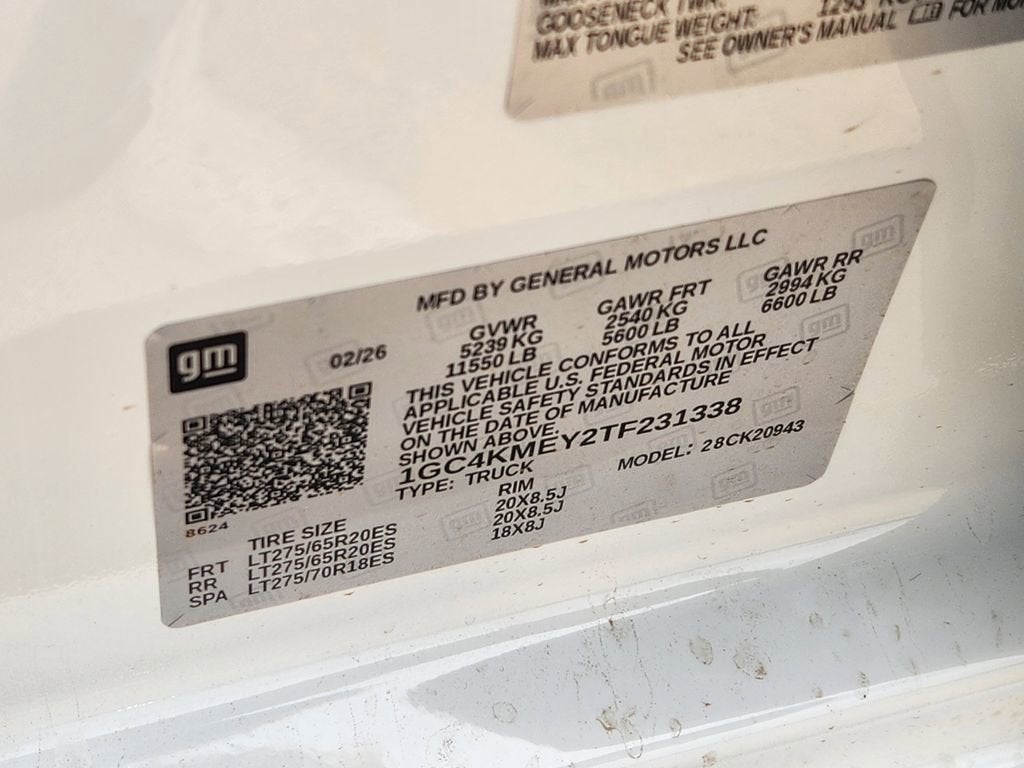 GOOSENECK TWR:
MAX TONGUE WEIGHT: 1293 KG
SEE OWNER'S MANUAL FOR
MFD BY GENERAL MOTORS LLC
gm
02/26
GVWR GAWR FRT GAWR RR
5239 KG 2540 KG 2994 KG
11550 LB 5600 LB 6600 LB
THIS VEHICLE CONFORMS TO ALL
APPLICABLE U.S. FEDERAL MOTOR
VEHICLE SAFETY STANDARDS IN EFFECT
ON THE DATE OF MANUFACTURE
SHOWN ABOVE.
1GC4KMEY2TF231338
TYPE: TRUCK MODEL: 28CK20943
8624
TIRE SIZE RIM
FRT LT275/65R20ES 20X8.5J
RR LT275/65R20ES 20X8.5J
SPA LT275/70R18ES 18X8J